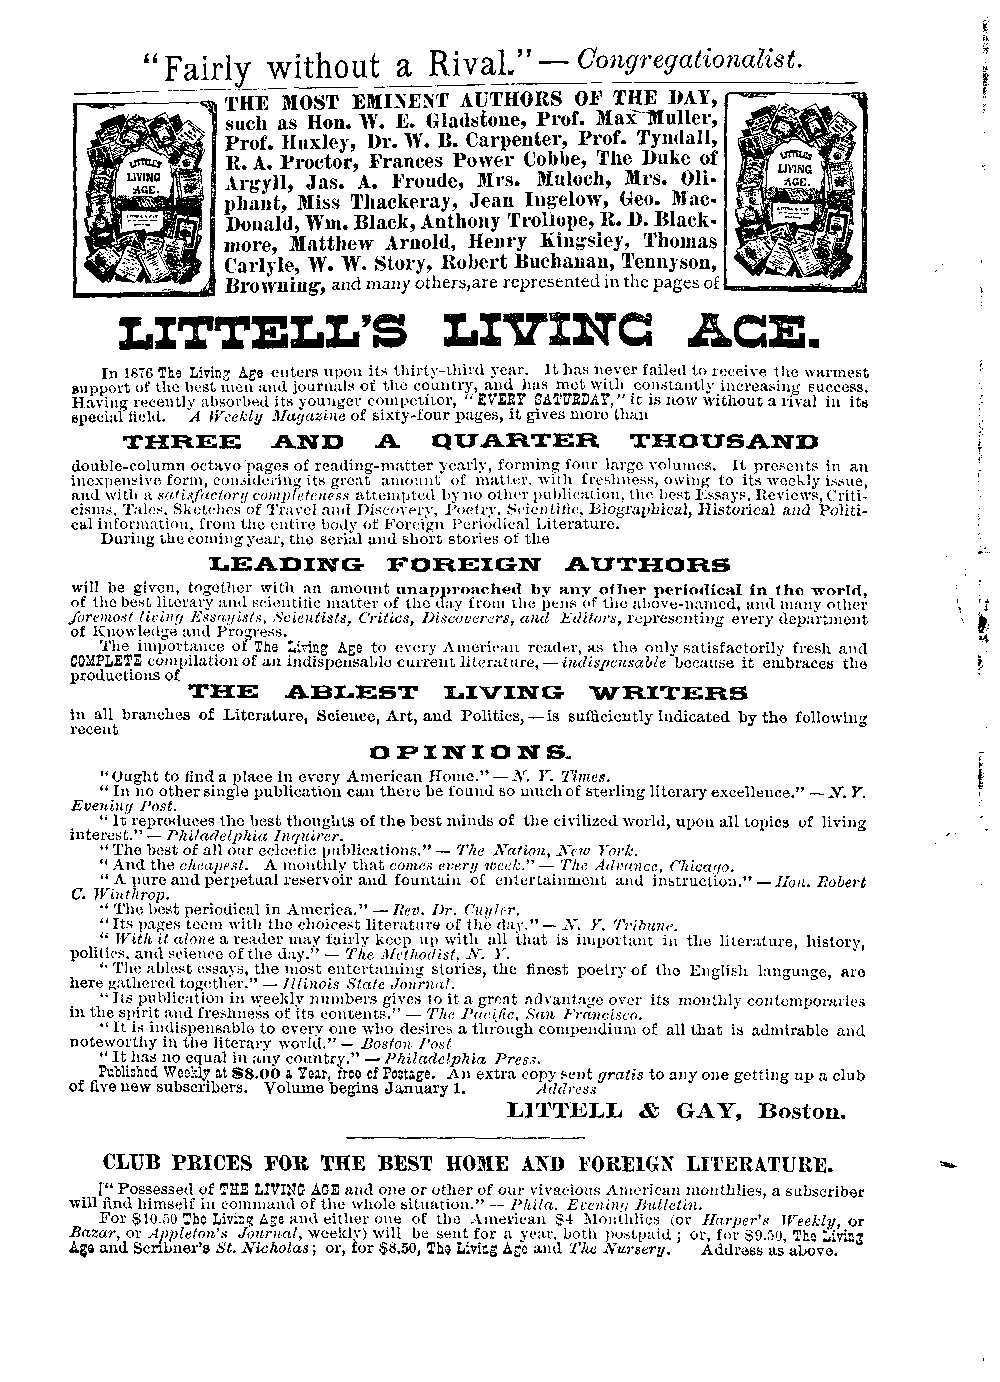 “Fairly without a Rival.”—Congregationalist.
LITTELL'S
LIVING
AGE.
THE MOST EMINENT AUTHORS OF THE DAY,
such as Hon. W. E. Gladstone, Prof. Max Muller,
Prof. Huxley, Dr. W. B. Carpenter, Prof. Tyndall,
R. A. Proctor, Frances Power Cobbe, The Duke of
Argyll, Jas. A. Froude, Mrs. Muloch, Mrs. Oli-
phant, Miss Thackeray, Jean Ingelow, Geo. Mac-
Donald, Wm. Black, Anthony Trollope, R. D. Black-
more, Matthew Arnold, Henry Kingsley, Thomas
Carlyle, W. W. Story, Robert Buchanan, Tennyson,
Browning, and many others, are represented in the pages of
LITTELL'S
LIVING
AGE.
LITTELL'S LIVING AGE.
In 1876 The Living Age enters upon its thirty-third year. It has never failed to receive the warmest
support of the best men and journals of the country, and has met with constantly increasing success.
Having recently absorbed its younger competitor, “EVERY SATURDAY,” it is now without a rival in its
special field. A Weekly Magazine of sixty-four pages, it gives more than
THREE AND A QUARTER THOUSAND
double-column octavo pages of reading-matter yearly, forming four large volumes. It presents in an
inexpensive form, considering its great amount of matter, with freshness, owing to its weekly issue,
and with a satisfactory completeness attempted by no other publication, the best Essays, Reviews, Criti-
cisms, Tales, Sketches of Travel and Discovery, Poetry, Scientific, Biographical, Historical and Politi-
cal information, from the entire body of Foreign Periodical Literature.
During the coming year, the serial and short stories of the
LEADING FOREIGN AUTHORS
will be given, together with an amount unapproached by any other periodical in the world,
of the best literary and scientific matter of the day from the pens of the above-named, and many other
foremost living Essayists, Scientists, Critics, Discoverers, and Editors, representing every department
of Knowledge and Progress.
The importance of The Living Age to every American reader, as the only satisfactorily fresh and
COMPLETE compilation of an indispensable current literature,—indispensable because it embraces the
productions of
THE ABLEST LIVING WRITERS
in all branches of Literature, Science, Art, and Politics,—is sufficiently indicated by the following
recent
OPINIONS.
“Ought to find a place in every American Home.”—N. Y. Times.
“In no other single publication can there be found so much of sterling literary excellence.”—N. Y.
Evening Post.
“It reproduces the best thoughts of the best minds of the civilized world, upon all topics of living
interest.”—Philadelphia Inquirer.
“The best of all our eclectic publications.”—The Nation, New York.
“And the cheapest. A monthly that comes every week.”—The Advance, Chicago.
“A pure and perpetual reservoir and fountain of entertainment and instruction.”—Hon. Robert
C. Winthrop.
“The best periodical in America.”—Rev. Dr. Cuyler.
“Its pages teem with the choicest literature of the day.”—N. Y. Tribune.
“With it alone a reader may fairly keep up with all that is important in the literature, history,
politics, and science of the day.”—The Methodist, N. Y.
“The ablest essays, the most entertaining stories, the finest poetry of the English language, are
here gathered together.”—Illinois State Journal.
“Its publication in weekly numbers gives to it a great advantage over its monthly contemporaries
in the spirit and freshness of its contents.”—The Pacific, San Francisco.
“It is indispensable to every one who desires a through compendium of all that is admirable and
noteworthy in the literary world.”—Boston Post
“It has no equal in any country.”—Philadelphia Press.
Published Weekly at $8.00 a Year, free of Postage. An extra copy sent gratis to any one getting up a club
of five new subscribers. Volume begins January 1. Address
LITTELL & GAY, Boston.
CLUB PRICES FOR THE BEST HOME AND FOREIGN LITERATURE.
[“Possessed of THE LIVING AGE and one or other of our vivacious American monthlies, a subscriber
will find himself in command of the whole situation.”—Phila. Evening Bulletin.
For $10.50 The Living Age and either one of the American $4 Monthlies (or Harper's Weekly, or
Bazar, or Appleton's Journal, weekly) will be sent for a year, both postpaid; or, for $9.50, The Living
Age and Scribner's St. Nicholas; or, for $8.50, The Living Age and The Nursery. Address as above.